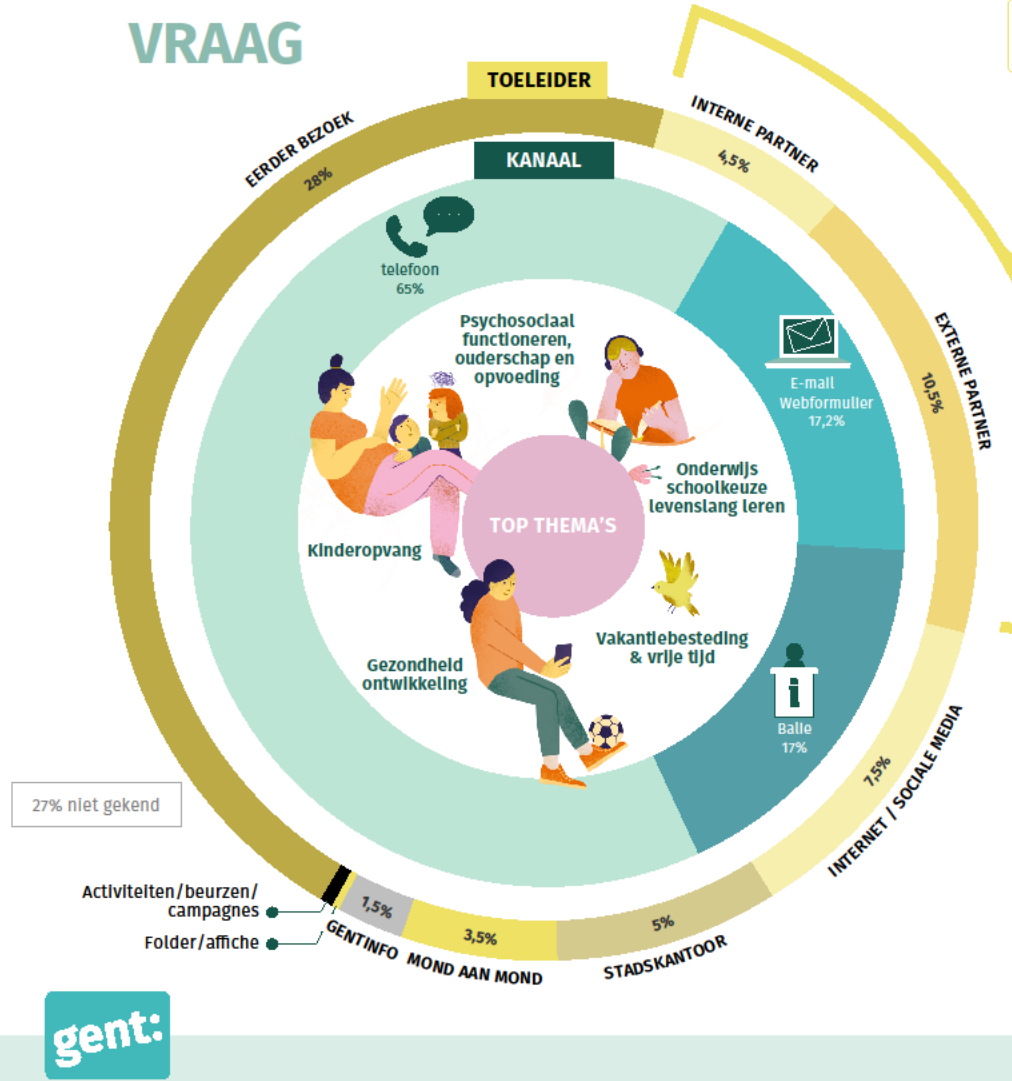 VRAAG
TOELEIDER
INTERNE PARTNER
4,5%
EERDER BEZOEK
28%
KANAAL
telefoon
65%
EXTERNE PARTNER
10,5%
E-mail
Webformulier
17,2%
Psychosociaal
functioneren,
ouderschap en
opvoeding
Onderwijs
schoolkeuze
levenslang leren
TOP THEMA'S
Kinderopvang
Vakantiebesteding
& vrije tijd
Gezondheid
ontwikkeling
i
Balie
17%
7,5%
INTERNET / SOCIALE MEDIA
27% niet gekend
Activiteiten/beurzen/
campagnes
Folder/affiche
1,5%
GENTINFO
3,5%
MOND AAN MOND
5%
STADSKANTOOR
gent: